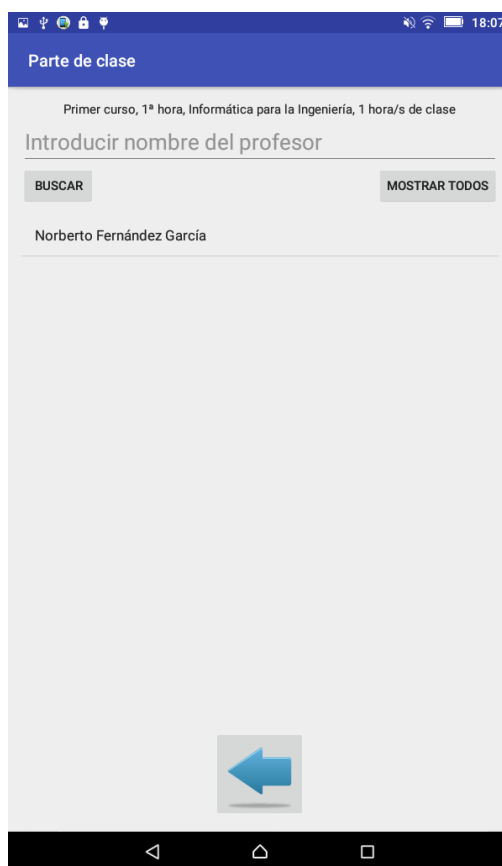 18:07
Parte de clase
Primer curso, 1ª hora, Informática para la Ingeniería, 1 hora/s de clase
Introducir nombre del profesor
BUSCAR MOSTRAR TODOS
Norberto Fernández García